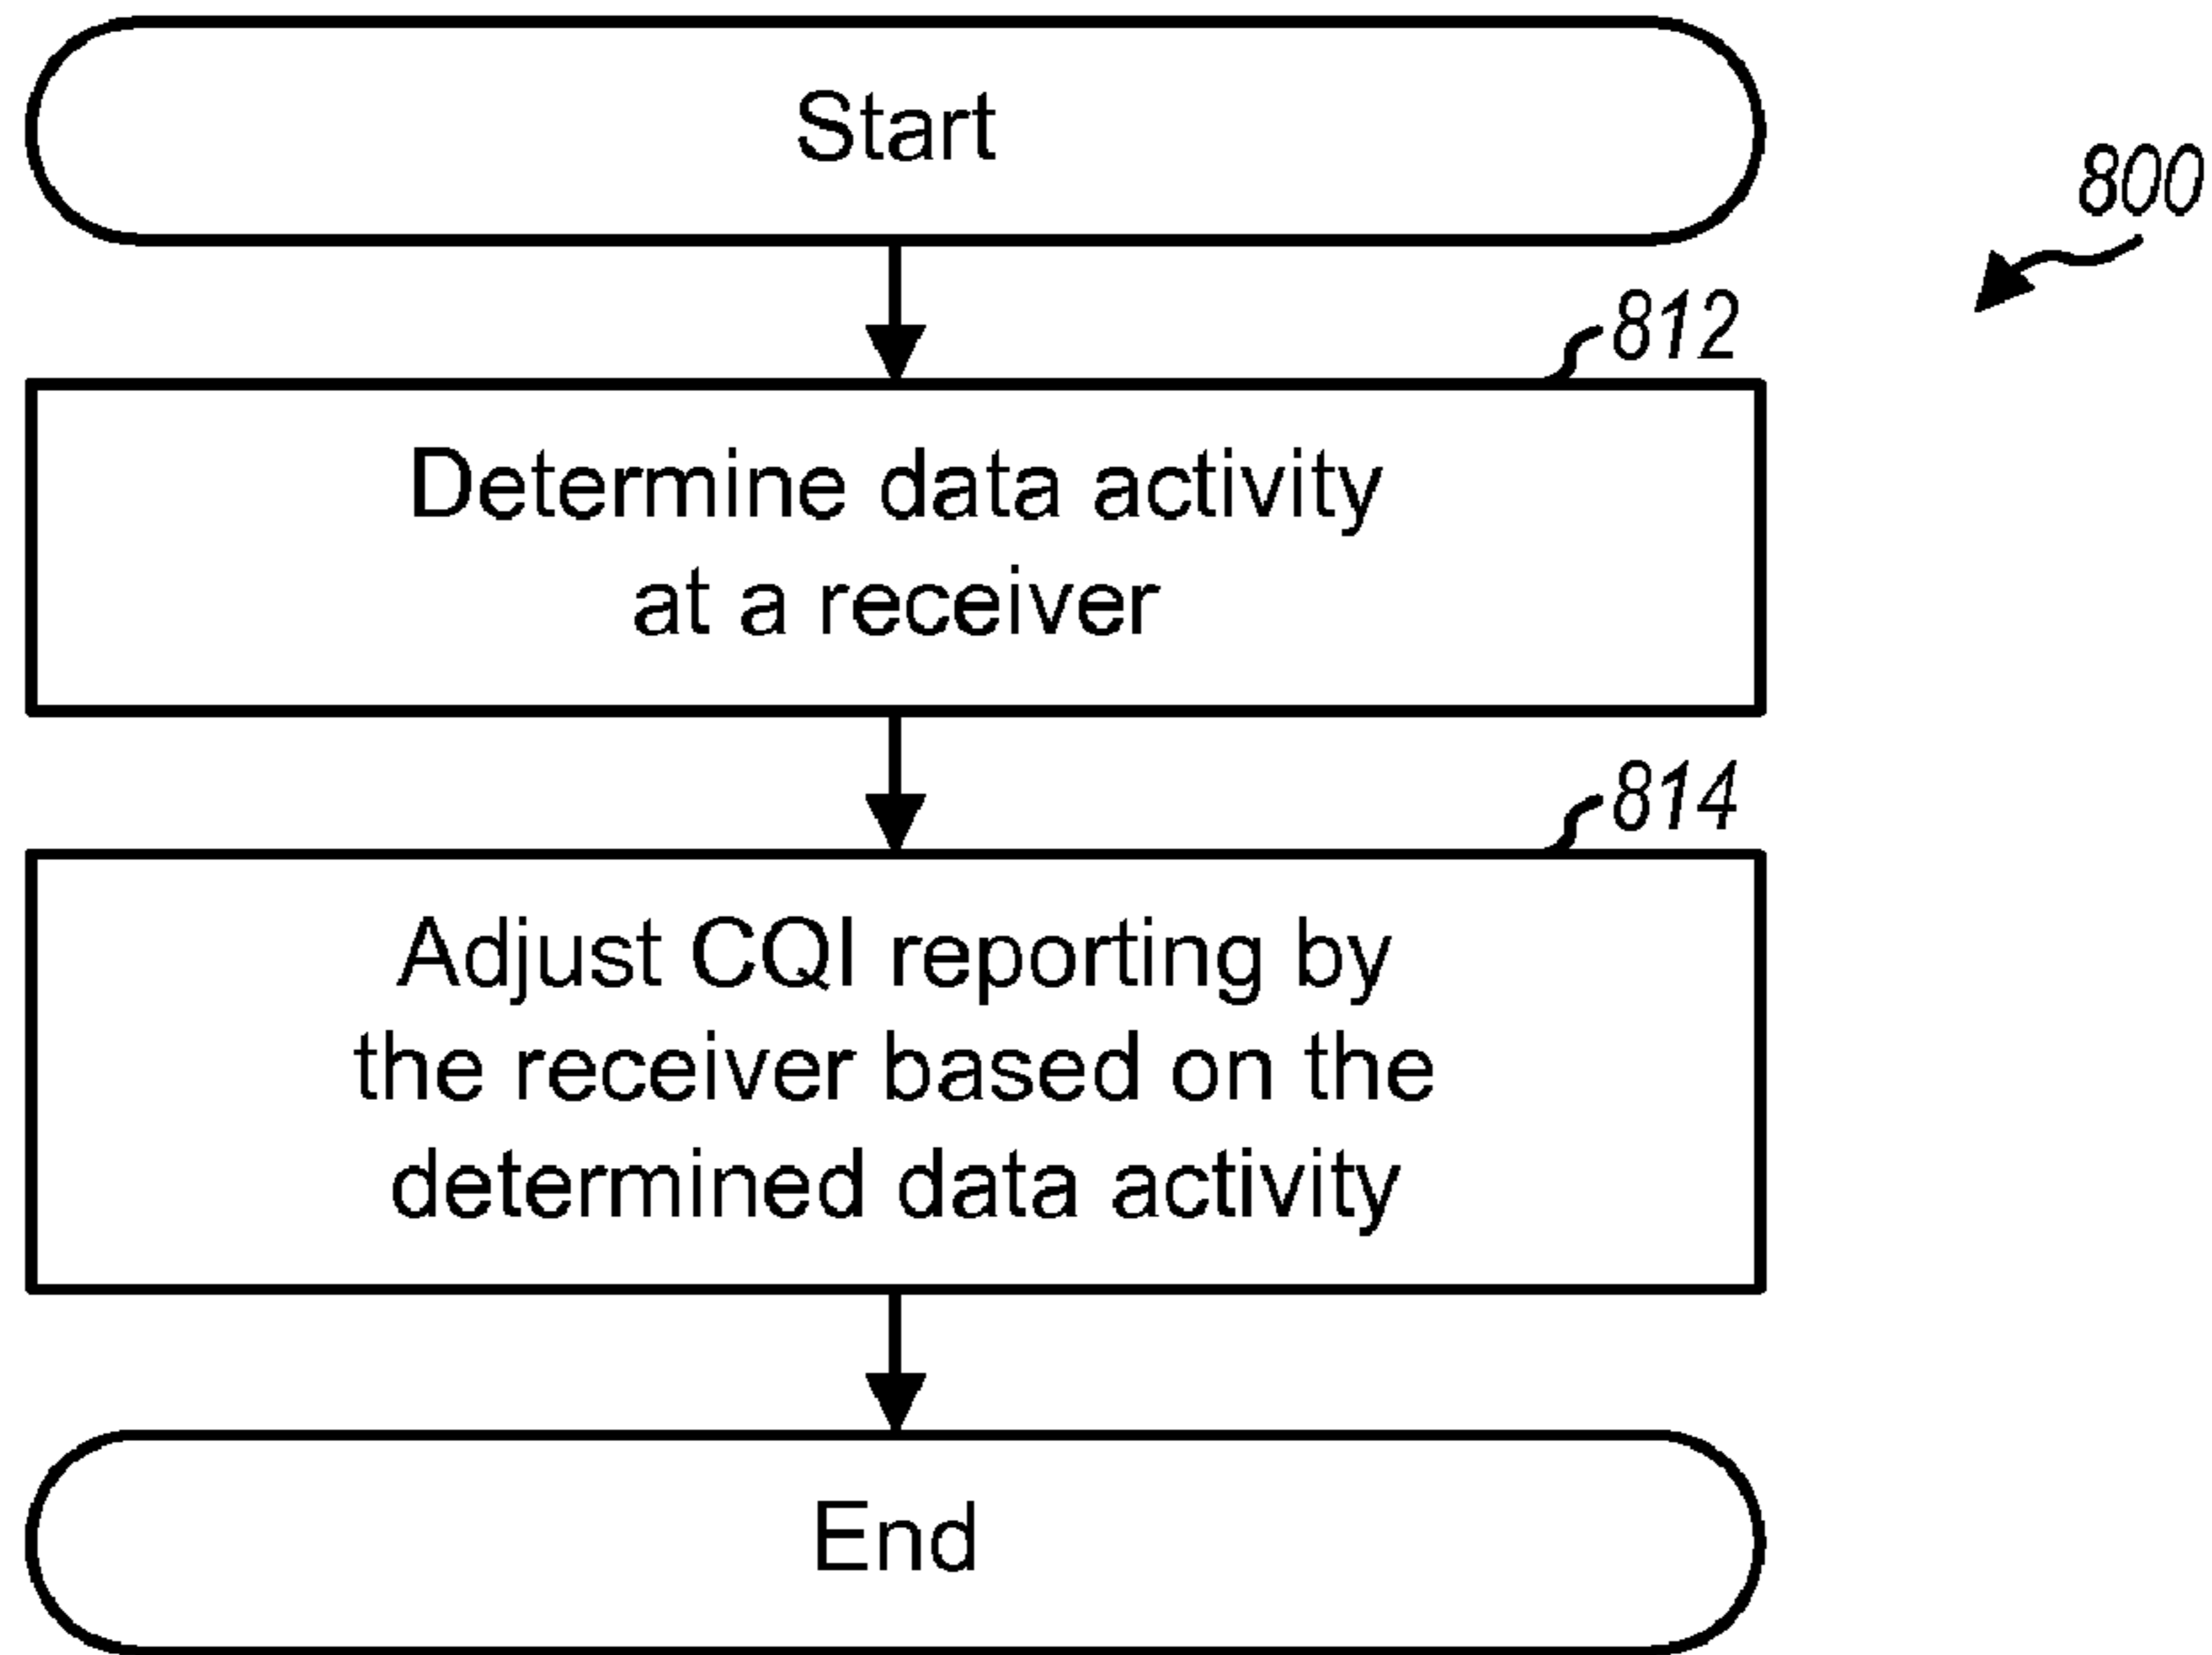 Start
800
812
Determine data activity
at a receiver
814
Adjust CQI reporting by
the receiver based on the
determined data activity
End